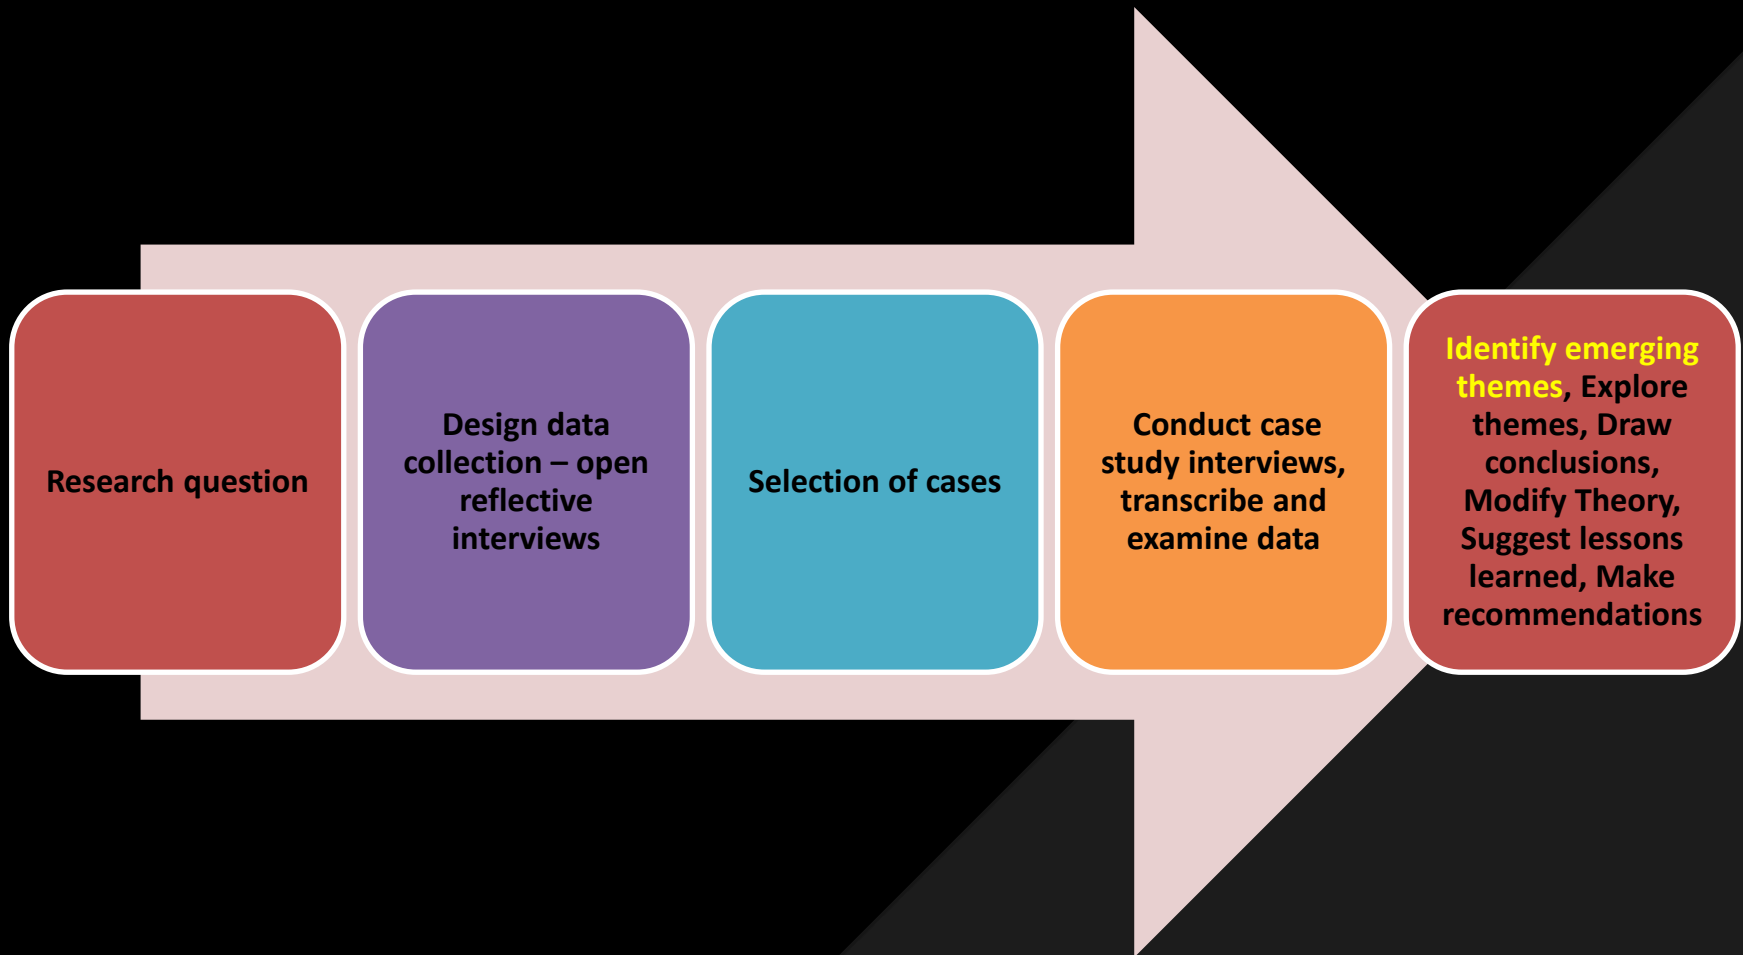 Research question
Design data
collection – open
reflective
interviews
Selection of cases
Conduct case
study interviews,
transcribe and
examine data
Identify emerging
themes, Explore
themes, Draw
conclusions,
Modify Theory,
Suggest lessons
learned, Make
recommendations